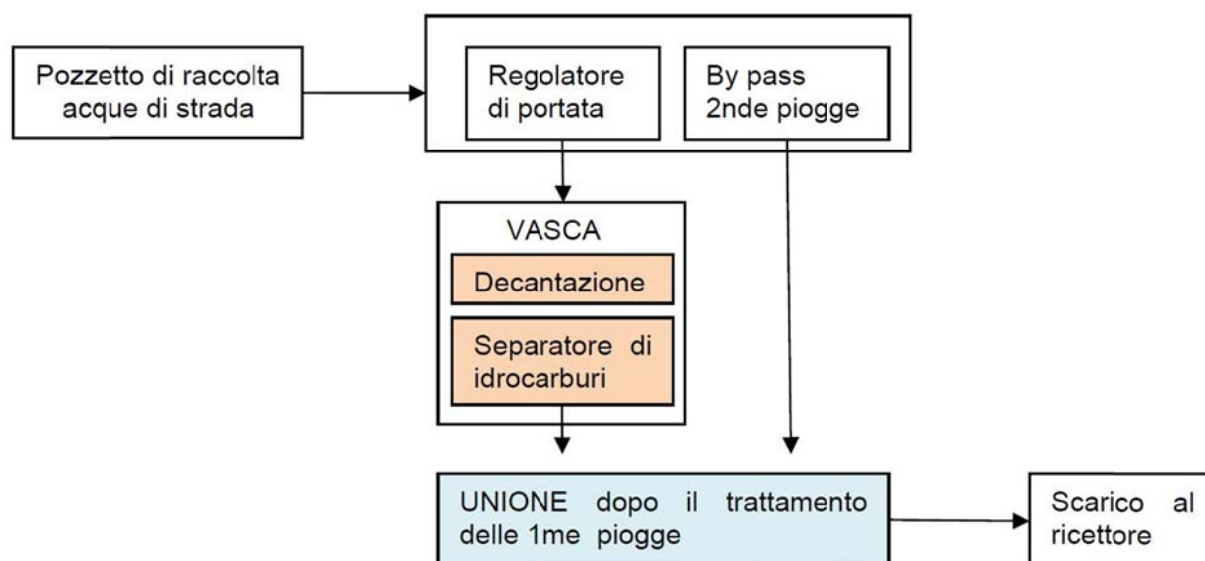 Pozzetto di raccolta
acque di strada
Regolatore
di portata
By pass
2nde piogge
VASCA
Decantazione
Separatore di
idrocarburi
UNIONE dopo il trattamento
delle 1me piogge
Scarico al
ricettore